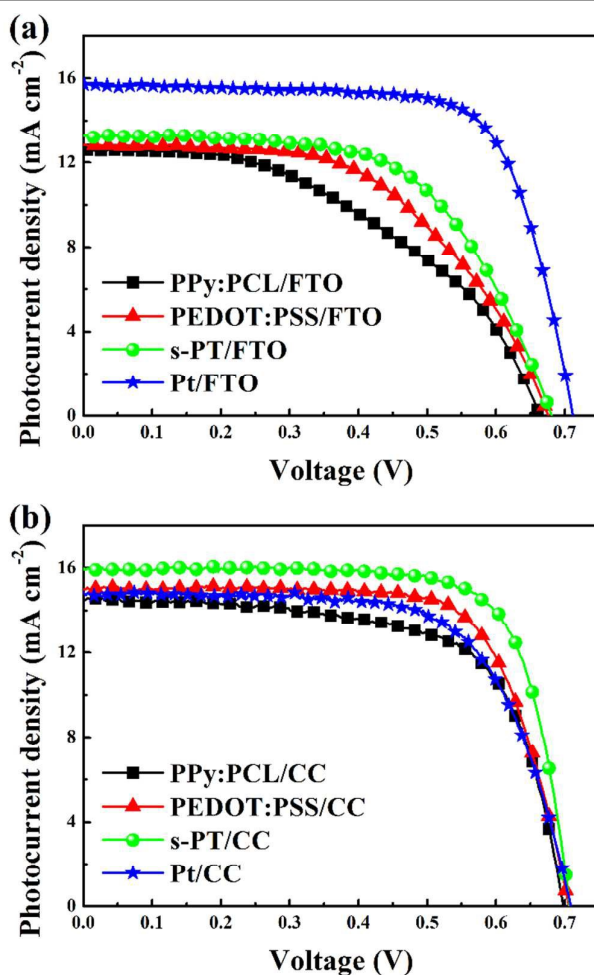 (a)
16
12
8
4
0
Photocurrent density (mA cm⁻²)
PPy:PCL/FTO
PEDOT:PSS/FTO
s-PT/FTO
Pt/FTO
0.0 0.1 0.2 0.3 0.4 0.5 0.6 0.7
Voltage (V)
(b)
16
12
8
4
0
Photocurrent density (mA cm⁻²)
PPy:PCL/CC
PEDOT:PSS/CC
s-PT/CC
Pt/CC
0.0 0.1 0.2 0.3 0.4 0.5 0.6 0.7
Voltage (V)